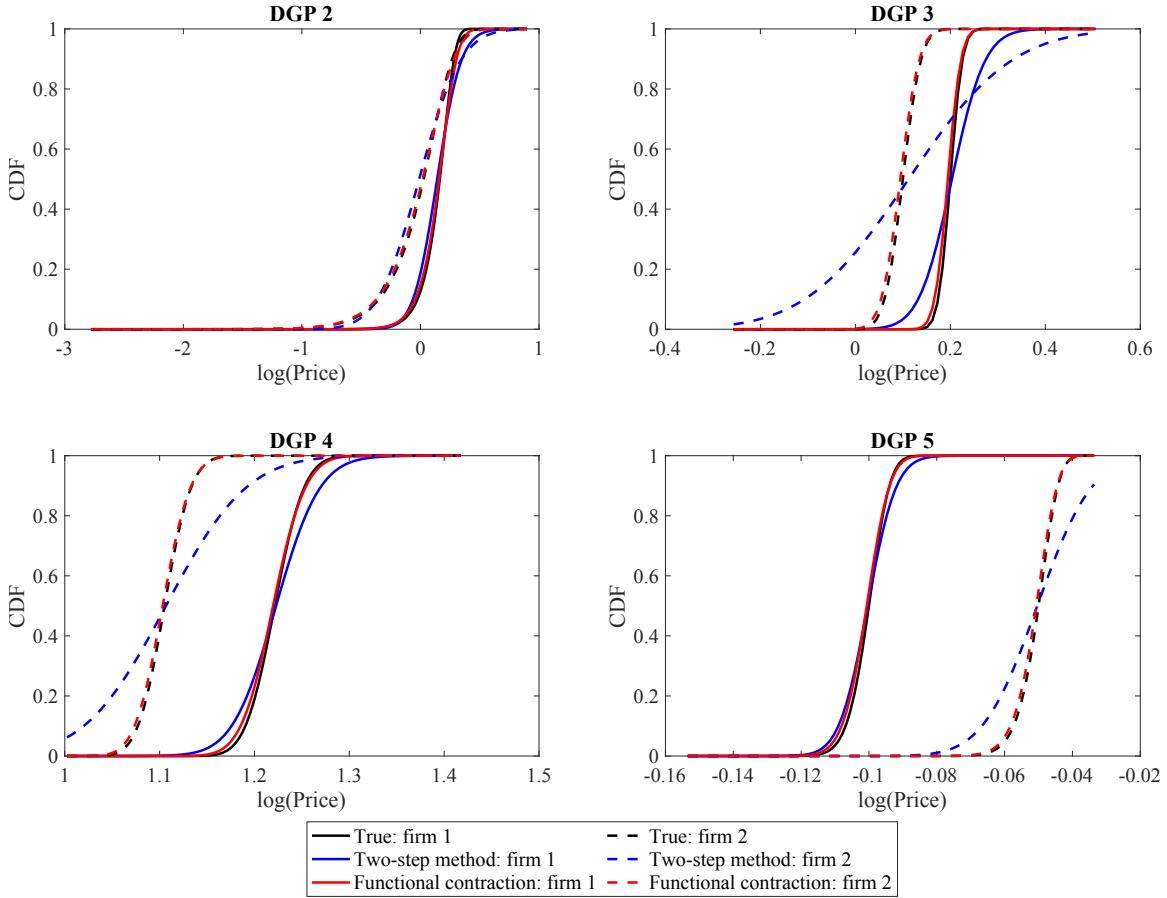 DGP 2
DGP 3
1
0.8
0.6
0.4
0.2
0
CDF
-3
-2
-1
0
1
log(Price)
1
0.8
0.6
0.4
0.2
0
CDF
-0.4
-0.2
0
0.2
0.4
0.6
log(Price)
DGP 4
DGP 5
1
0.8
0.6
0.4
0.2
0
CDF
1
1.1
1.2
1.3
1.4
1.5
log(Price)
1
0.8
0.6
0.4
0.2
0
CDF
-0.16
-0.14
-0.12
-0.1
-0.08
-0.06
-0.04
-0.02
log(Price)
True: firm 1
True: firm 2
Two-step method: firm 1
Two-step method: firm 2
Functional contraction: firm 1
Functional contraction: firm 2